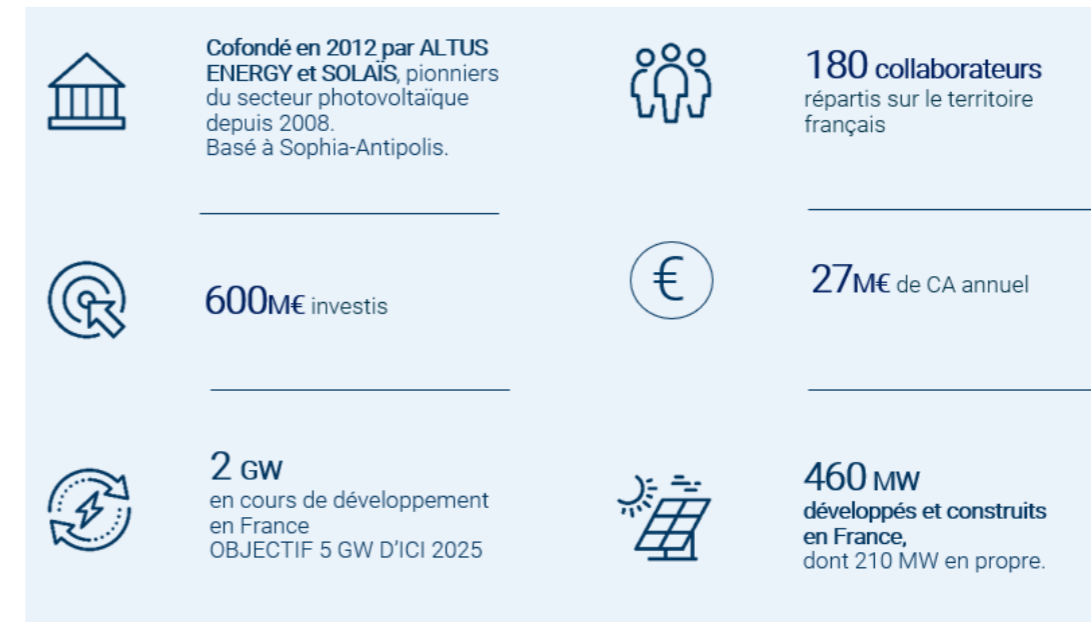 Cofondé en 2012 par ALTUS
ENERGY et SOLAÏS, pionniers
du secteur photovoltaïque
depuis 2008.
Basé à Sophia-Antipolis.
180 collaborateurs
répartis sur le territoire
français
600M€ investis
€
27M€ de CA annuel
2 GW
en cours de développement
en France
OBJECTIF 5 GW D'ICI 2025
460 MW
développés et construits
en France,
dont 210 MW en propre.